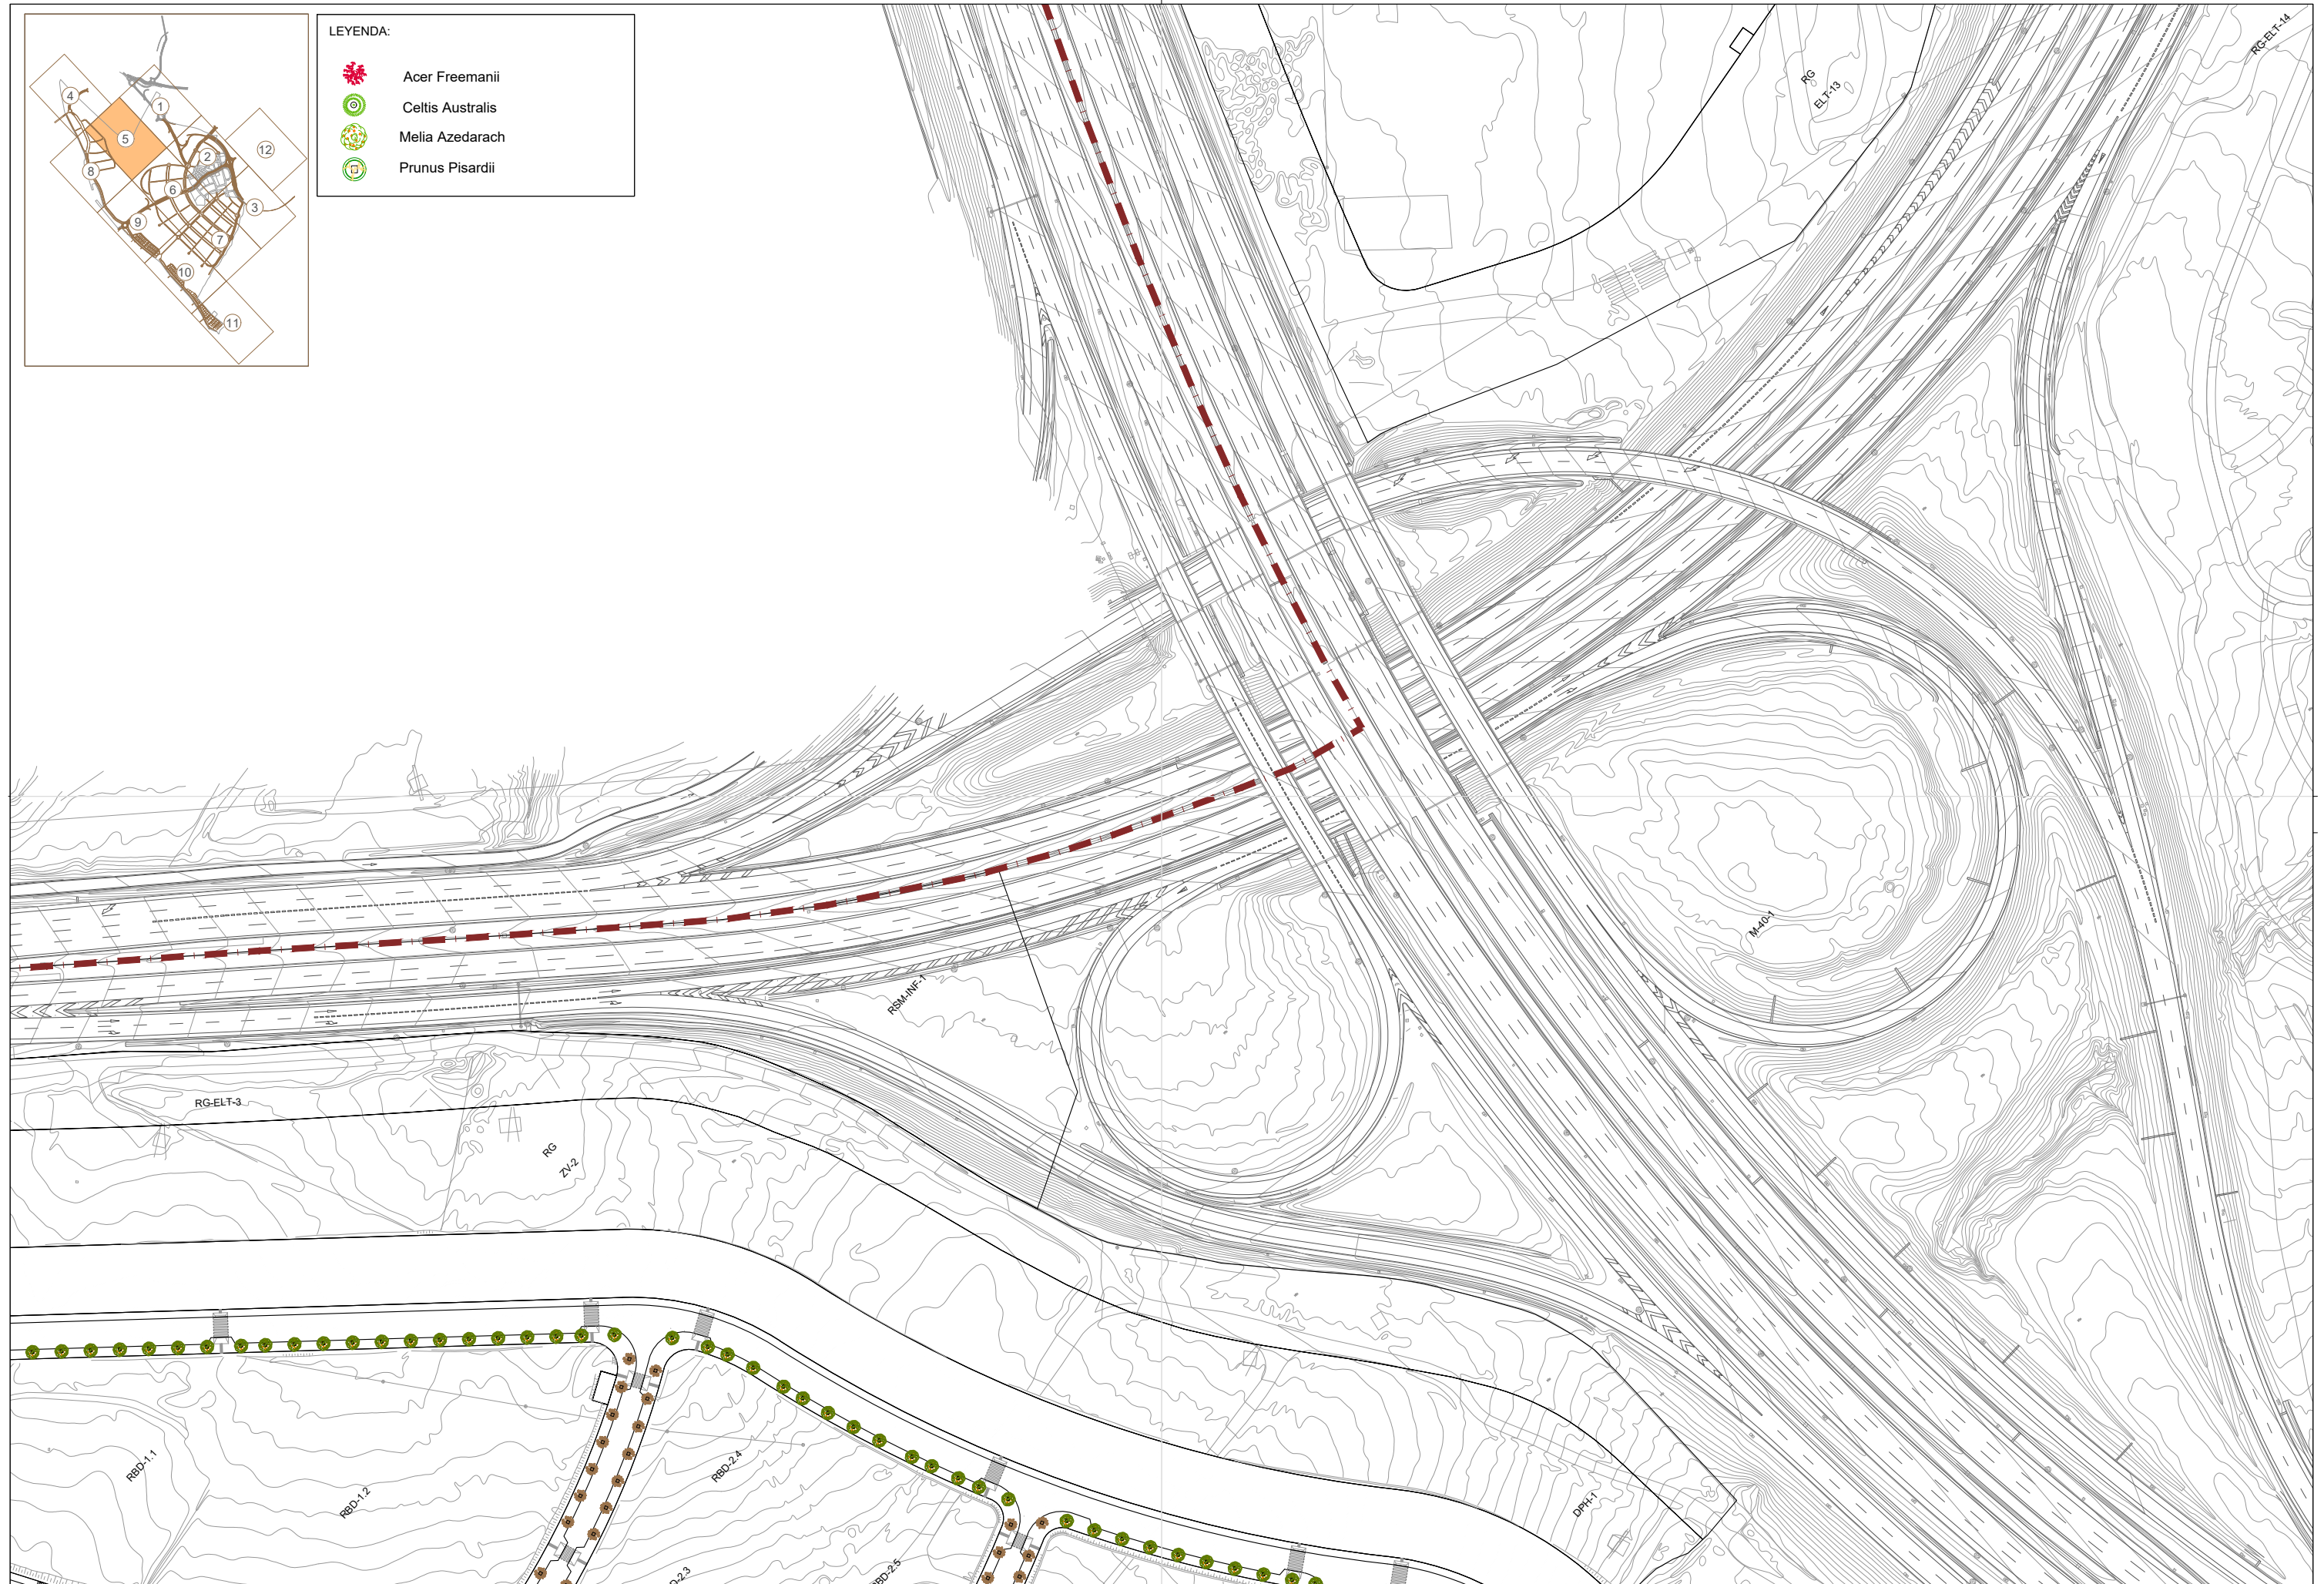 LEYENDA:
Acer Freemanii
Celtis Australis
Melia Azedarach
Prunus Pisardii
4
1
5
2
12
8
6
3
9
7
10
11
RG-ELT-14
RG
ELT-13
M-40-1
RSM-INF-1
RG-ELT-3
RG
ZV-2
RBD-1.1
RBD-1.2
RBD-2.4
DPH-1